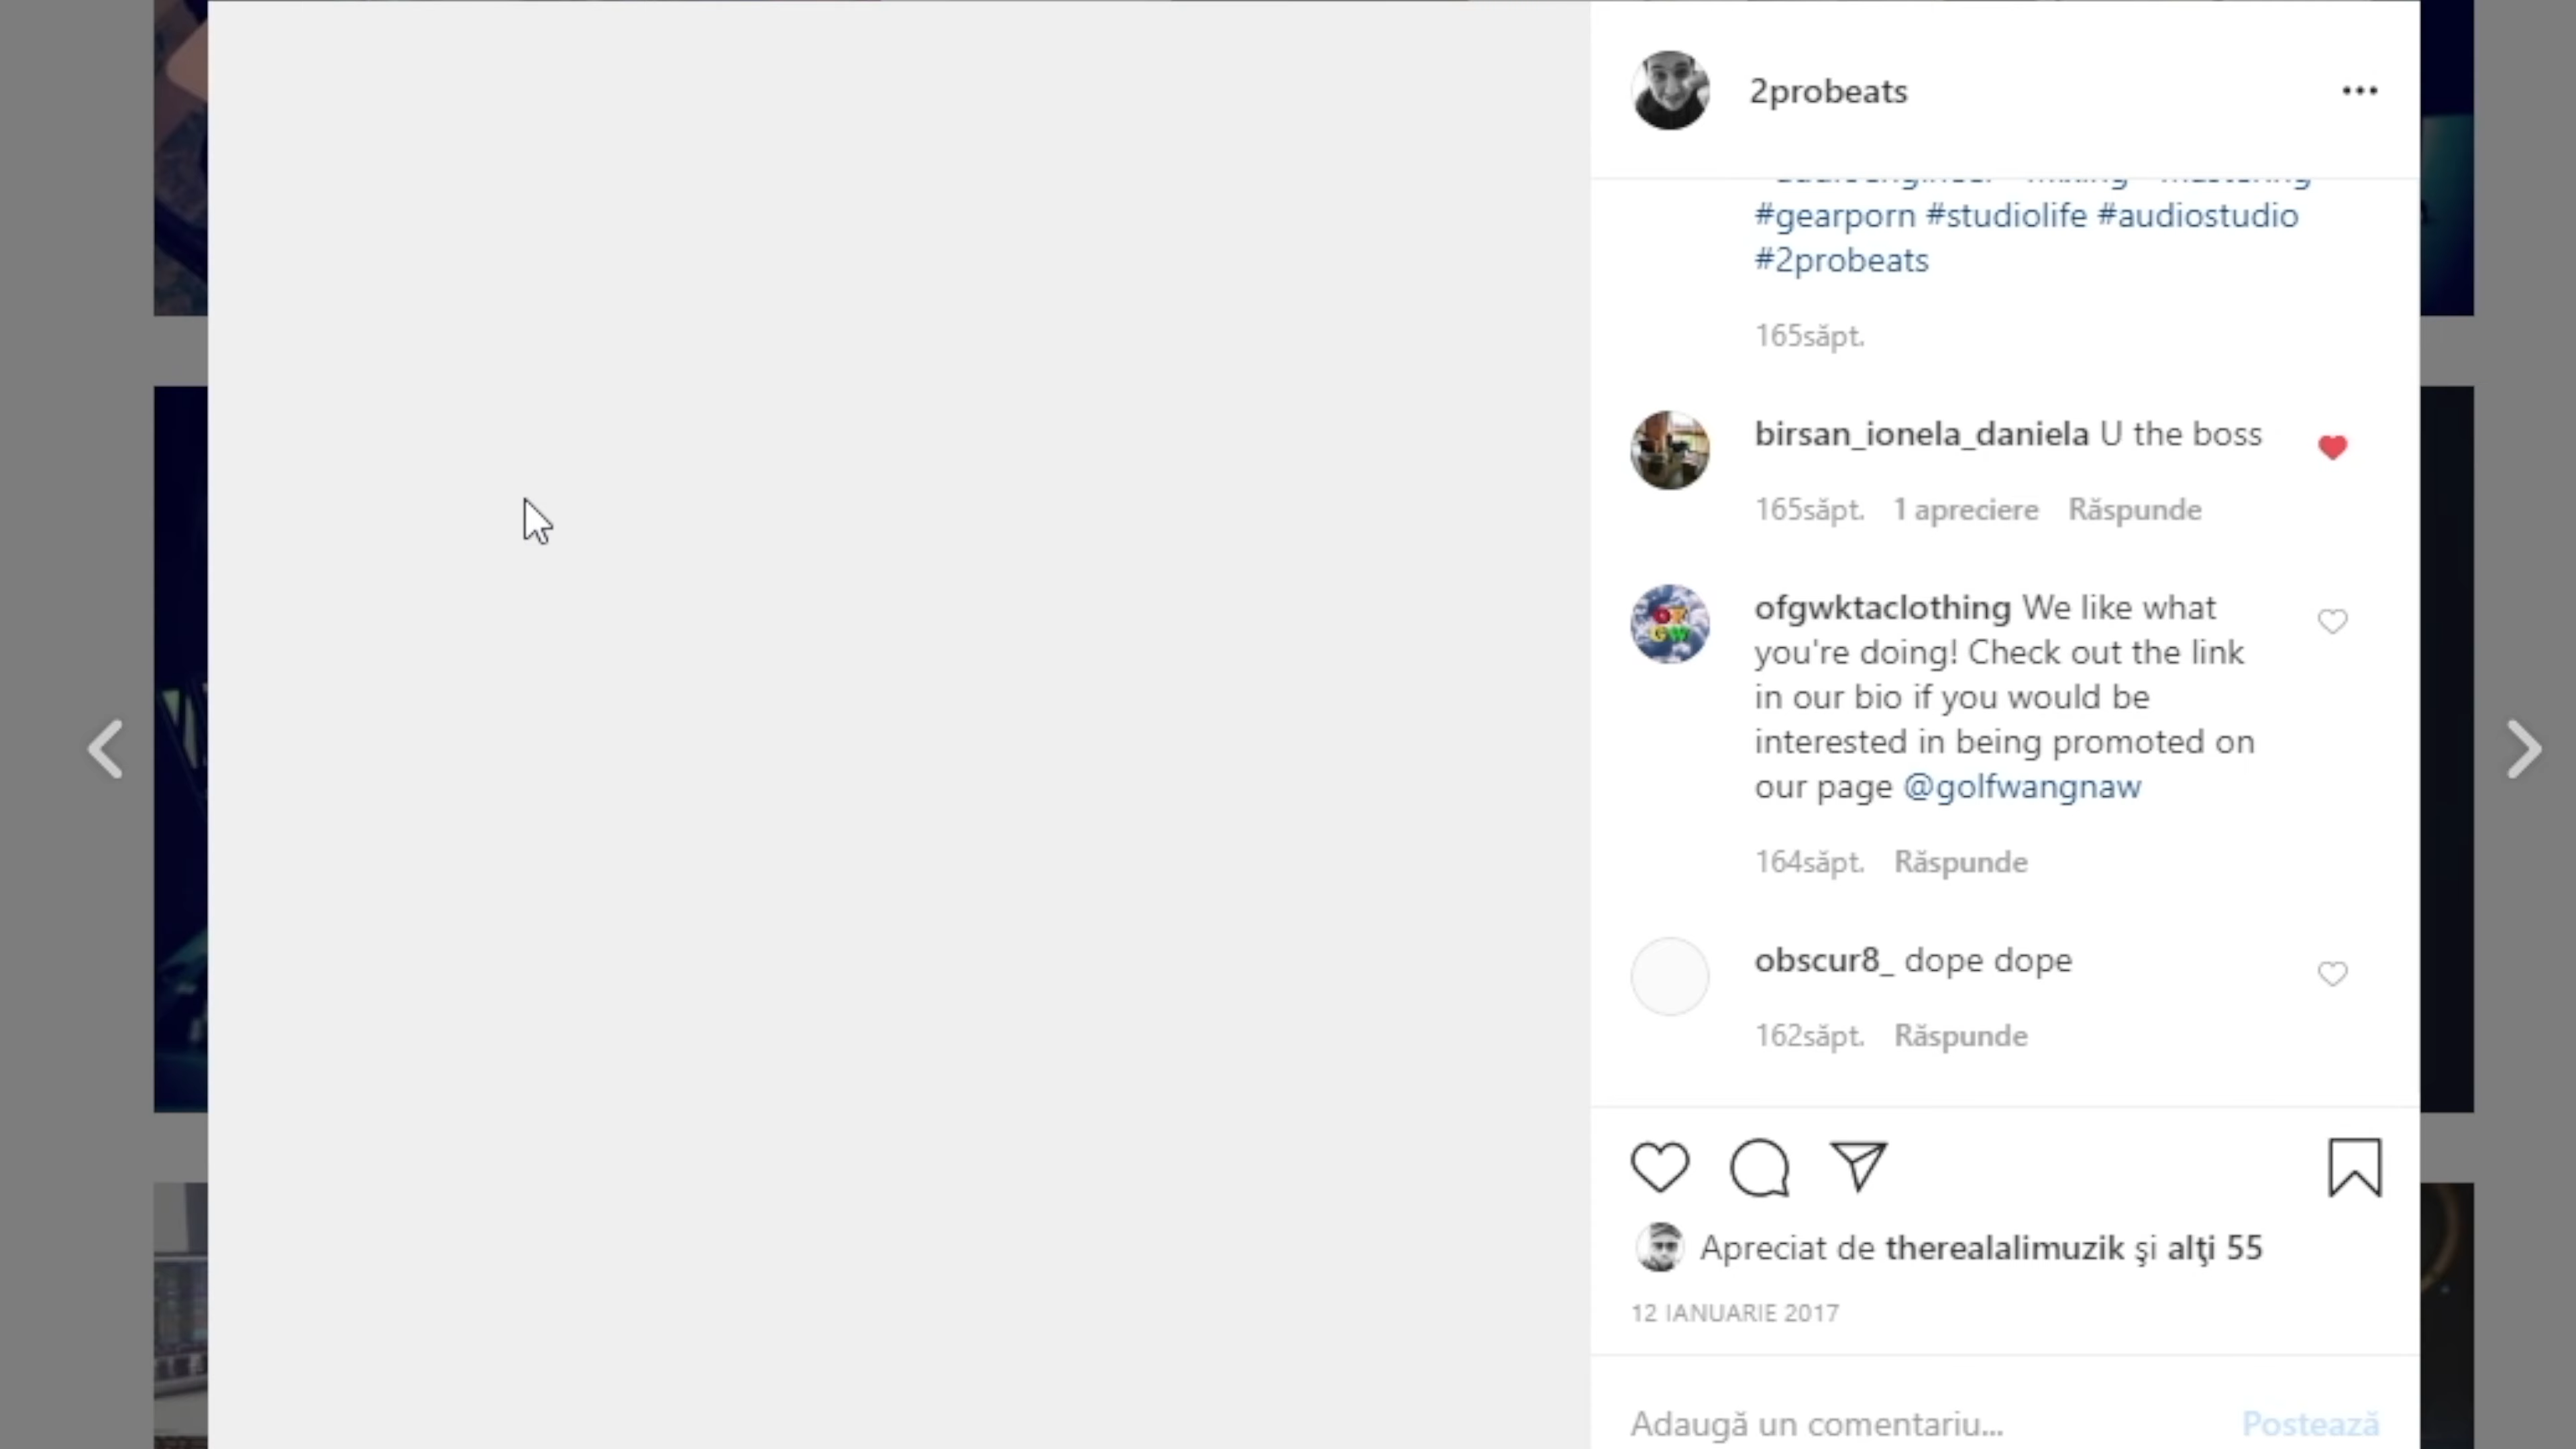 2probeats
#gearporn #studiolife #audiostudio
#2probeats
165săpt.
birsan_ionela_daniela U the boss
165săpt. 1 apreciere Răspunde
ofgwktaclothing We like what
you're doing! Check out the link
in our bio if you would be
interested in being promoted on
our page @golfwangnaw
164săpt. Răspunde
obscur8_ dope dope
162săpt. Răspunde
Apreciat de therealalimuzik şi alţi 55
12 IANUARIE 2017
Adaugă un comentariu...
Postează